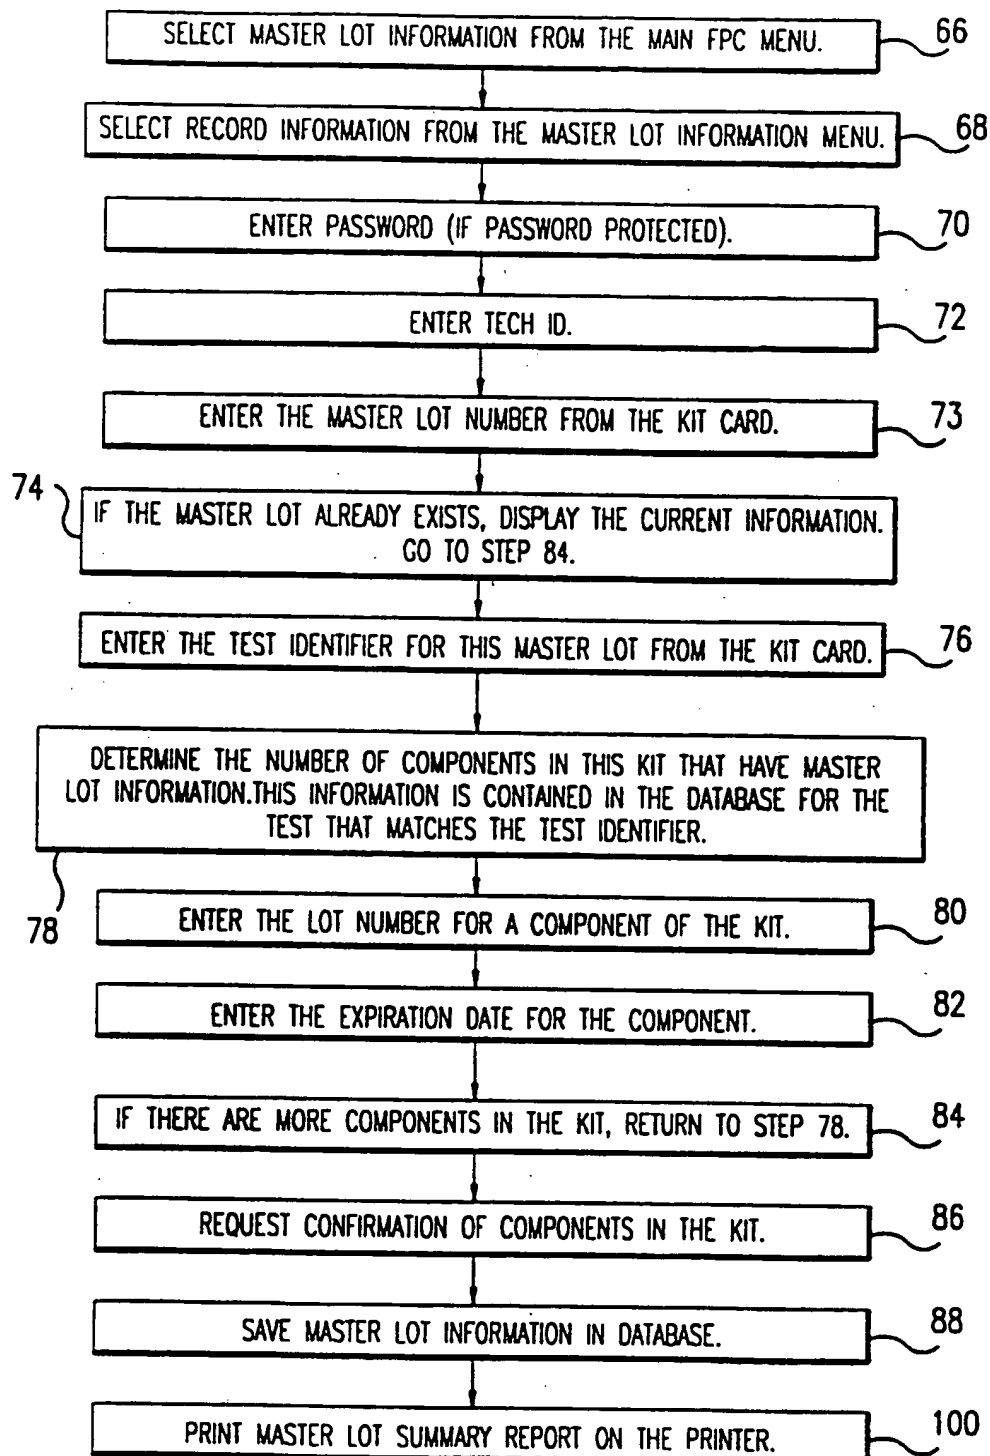 SELECT MASTER LOT INFORMATION FROM THE MAIN FPC MENU.
66
SELECT RECORD INFORMATION FROM THE MASTER LOT INFORMATION MENU.
68
ENTER PASSWORD (IF PASSWORD PROTECTED).
70
ENTER TECH ID.
72
ENTER THE MASTER LOT NUMBER FROM THE KIT CARD.
73
74
IF THE MASTER LOT ALREADY EXISTS, DISPLAY THE CURRENT INFORMATION.
GO TO STEP 84.
ENTER THE TEST IDENTIFIER FOR THIS MASTER LOT FROM THE KIT CARD.
76
DETERMINE THE NUMBER OF COMPONENTS IN THIS KIT THAT HAVE MASTER
LOT INFORMATION.THIS INFORMATION IS CONTAINED IN THE DATABASE FOR THE
TEST THAT MATCHES THE TEST IDENTIFIER.
78
ENTER THE LOT NUMBER FOR A COMPONENT OF THE KIT.
80
ENTER THE EXPIRATION DATE FOR THE COMPONENT.
82
IF THERE ARE MORE COMPONENTS IN THE KIT, RETURN TO STEP 78.
84
REQUEST CONFIRMATION OF COMPONENTS IN THE KIT.
86
SAVE MASTER LOT INFORMATION IN DATABASE.
88
PRINT MASTER LOT SUMMARY REPORT ON THE PRINTER.
100